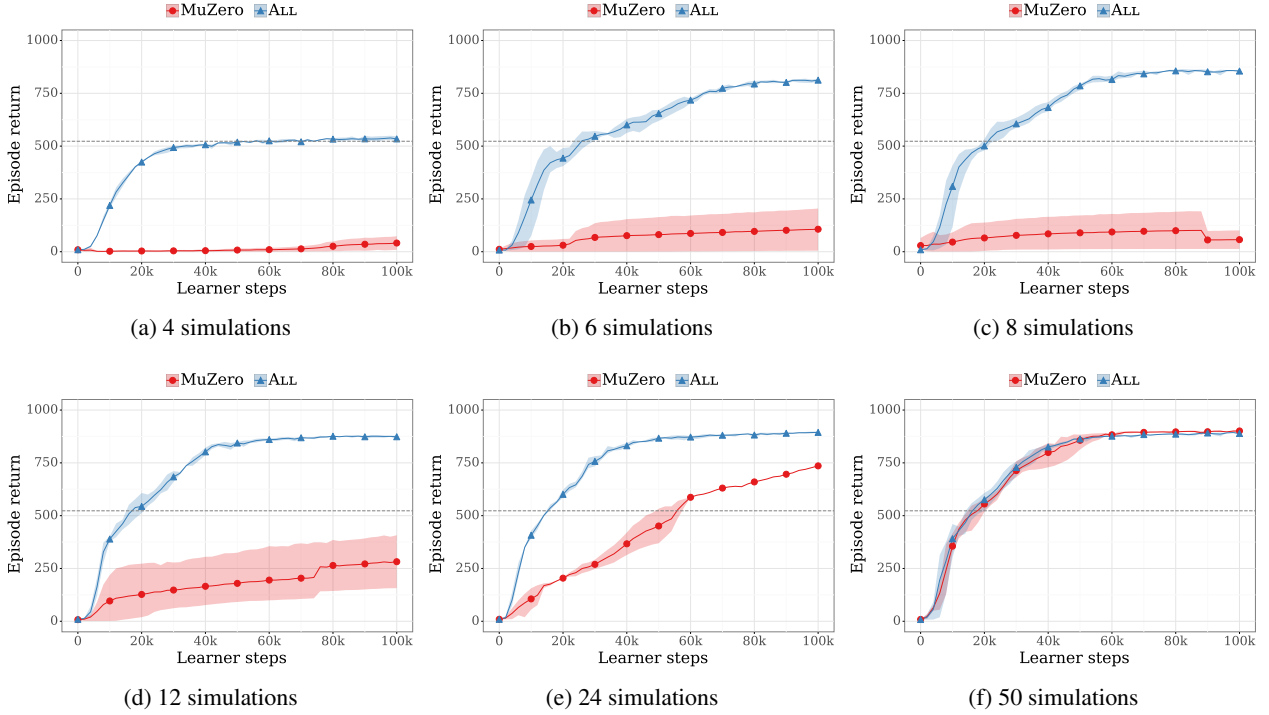 MuZero ALL
1000
750
500
250
0
Episode return
0 20k 40k 60k 80k 100k
Learner steps
(a) 4 simulations
MuZero ALL
1000
750
500
250
0
Episode return
0 20k 40k 60k 80k 100k
Learner steps
(b) 6 simulations
MuZero ALL
1000
750
500
250
0
Episode return
0 20k 40k 60k 80k 100k
Learner steps
(c) 8 simulations
MuZero ALL
1000
750
500
250
0
Episode return
0 20k 40k 60k 80k 100k
Learner steps
(d) 12 simulations
MuZero ALL
1000
750
500
250
0
Episode return
0 20k 40k 60k 80k 100k
Learner steps
(e) 24 simulations
MuZero ALL
1000
750
500
250
0
Episode return
0 20k 40k 60k 80k 100k
Learner steps
(f) 50 simulations